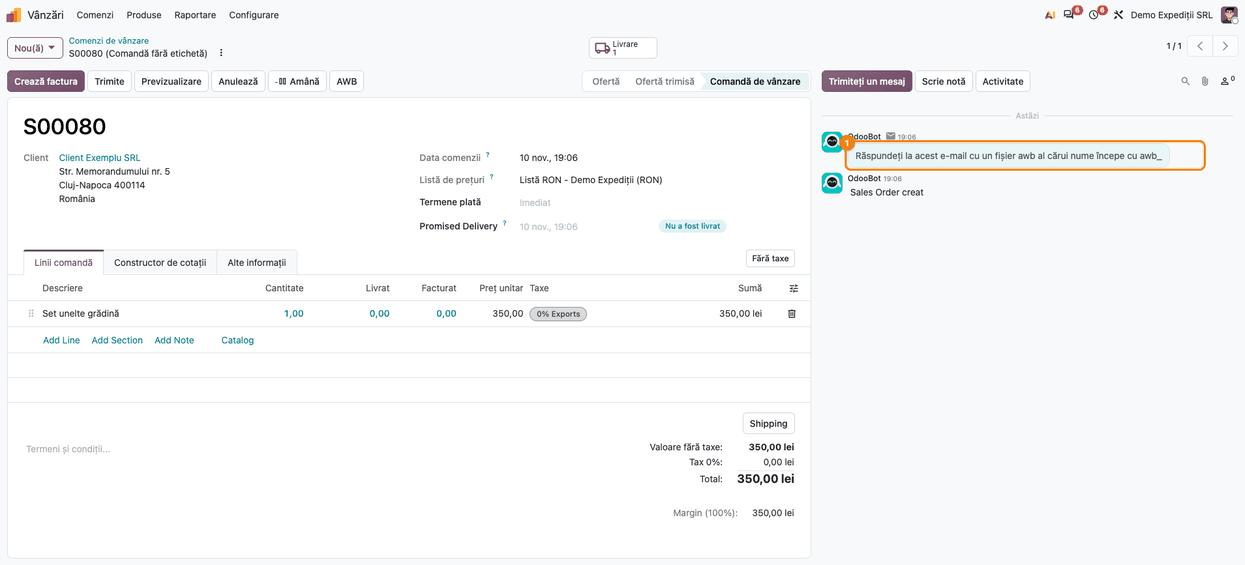 Vânzări Comenzi Produse Raportare Configurare
AI 6 6 Demo Expediții SRL
Nou(ă)
Comenzi de vânzare
S00080 (Comandă fără etichetă)
Livrare
1
1 / 1
Crează factura Trimite Previzualizare Anulează Amână AWB
Ofertă Ofertă trimisă Comandă de vânzare
Trimiteți un mesaj Scrie notă Activitate
0
S00080
Client
Client Exemplu SRL
Str. Memorandumului nr. 5
Cluj-Napoca 400114
România
Data comenzii ? 10 nov., 19:06
Listă de prețuri ? Listă RON - Demo Expediții (RON)
Termene plată Imediat
Promised Delivery ? 10 nov., 19:06 Nu a fost livrat
Linii comandă Constructor de cotații Alte informații
Fără taxe
Descriere Cantitate Livrat Facturat Preț unitar Taxe Sumă
Set unelte grădină 1,00 0,00 0,00 350,00 0% Exports 350,00 lei
Add Line Add Section Add Note Catalog
Shipping
Termeni și condiții...
Valoare fără taxe: 350,00 lei
Tax 0%: 0,00 lei
Total: 350,00 lei
Margin (100%): 350,00 lei
Astăzi
OdooBot 19:06
1
Răspundeți la acest e-mail cu un fișier awb al cărui nume începe cu awb_
OdooBot 19:06
Sales Order creat